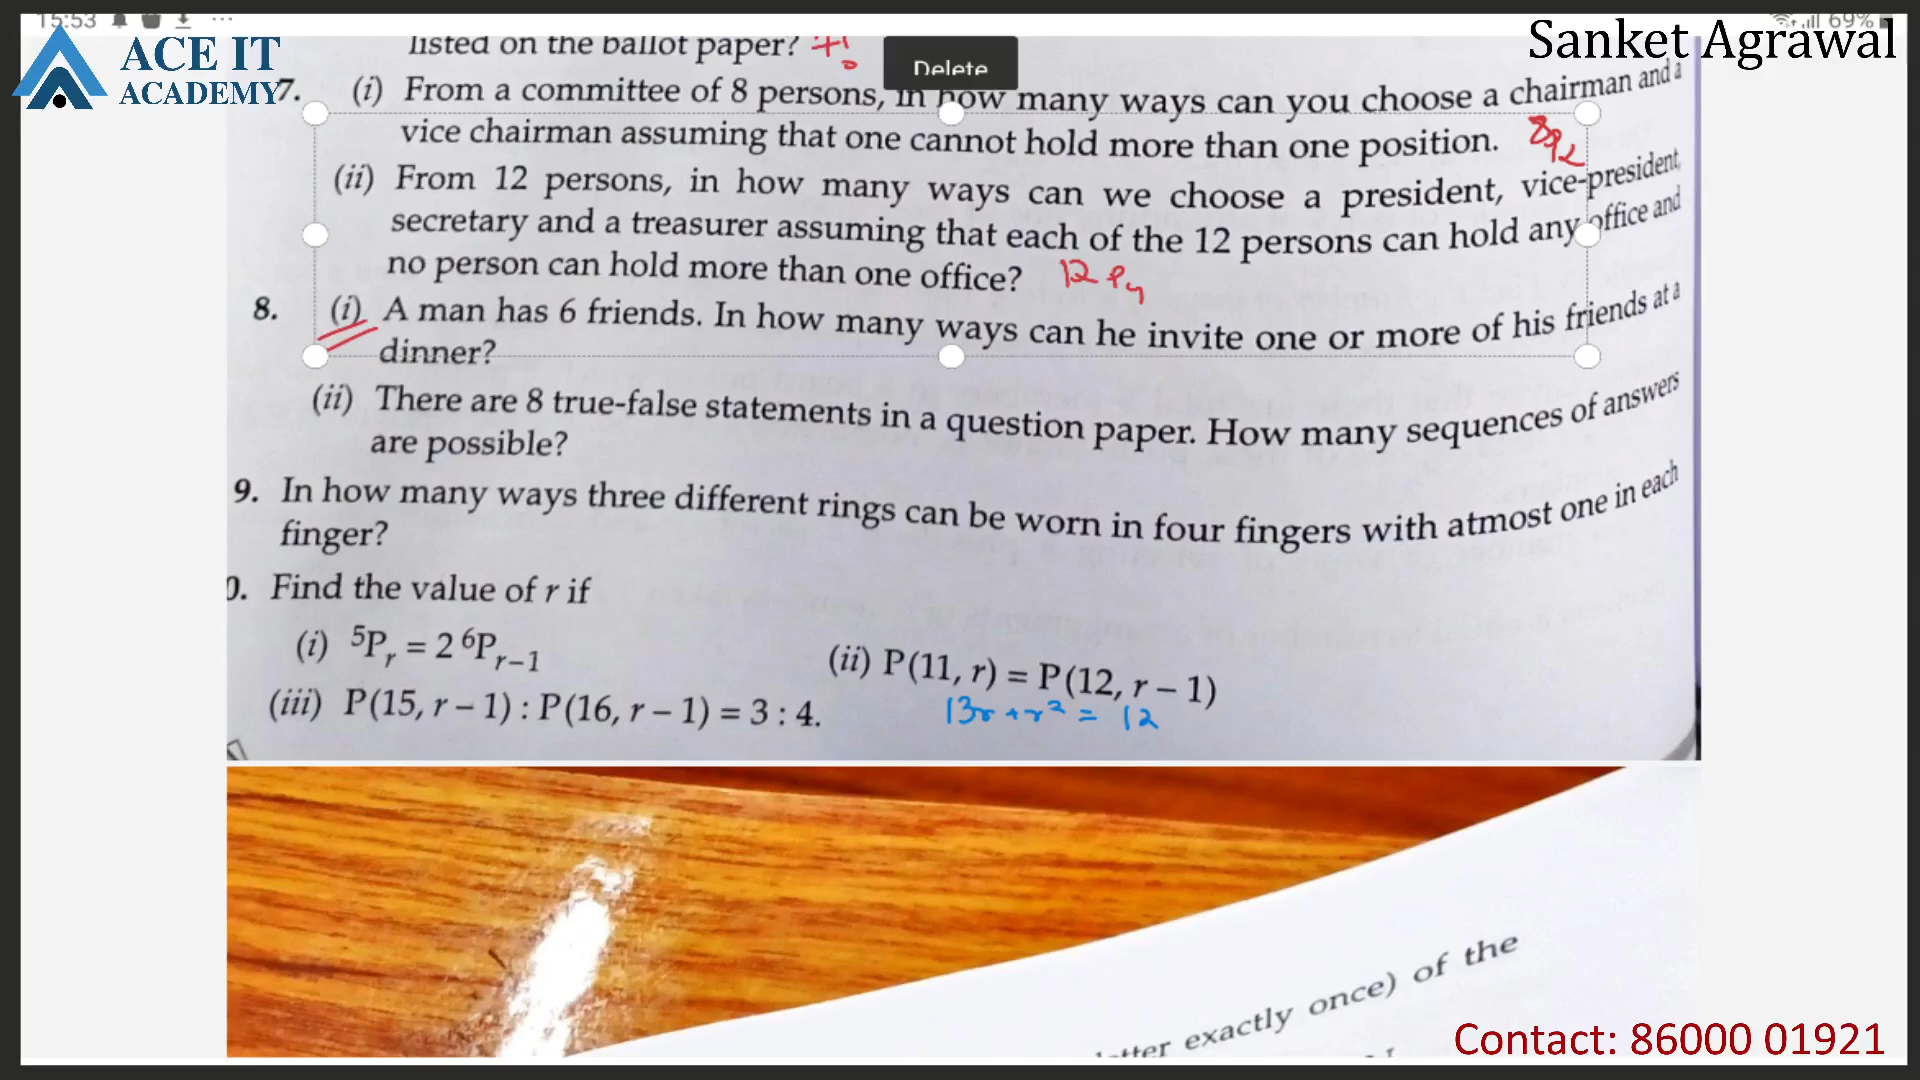 15:53
69%
ACE IT
ACADEMY
Sanket Agrawal
listed on the ballot paper?
Delete
7. (i) From a committee of 8 persons, in how many ways can you choose a chairman and a
vice chairman assuming that one cannot hold more than one position. 8P2
(ii) From 12 persons, in how many ways can we choose a president, vice-president,
secretary and a treasurer assuming that each of the 12 persons can hold any office and
no person can hold more than one office? 12P4
8. (i) A man has 6 friends. In how many ways can he invite one or more of his friends at a
dinner?
(ii) There are 8 true-false statements in a question paper. How many sequences of answers
are possible?
9. In how many ways three different rings can be worn in four fingers with atmost one in each
finger?
0. Find the value of r if
(i) ⁵Pᵣ = 2 ⁶Pᵣ₋₁ (ii) P(11, r) = P(12, r – 1)
(iii) P(15, r – 1) : P(16, r – 1) = 3 : 4. 13r + r² = 12
exactly once) of the
Contact: 86000 01921